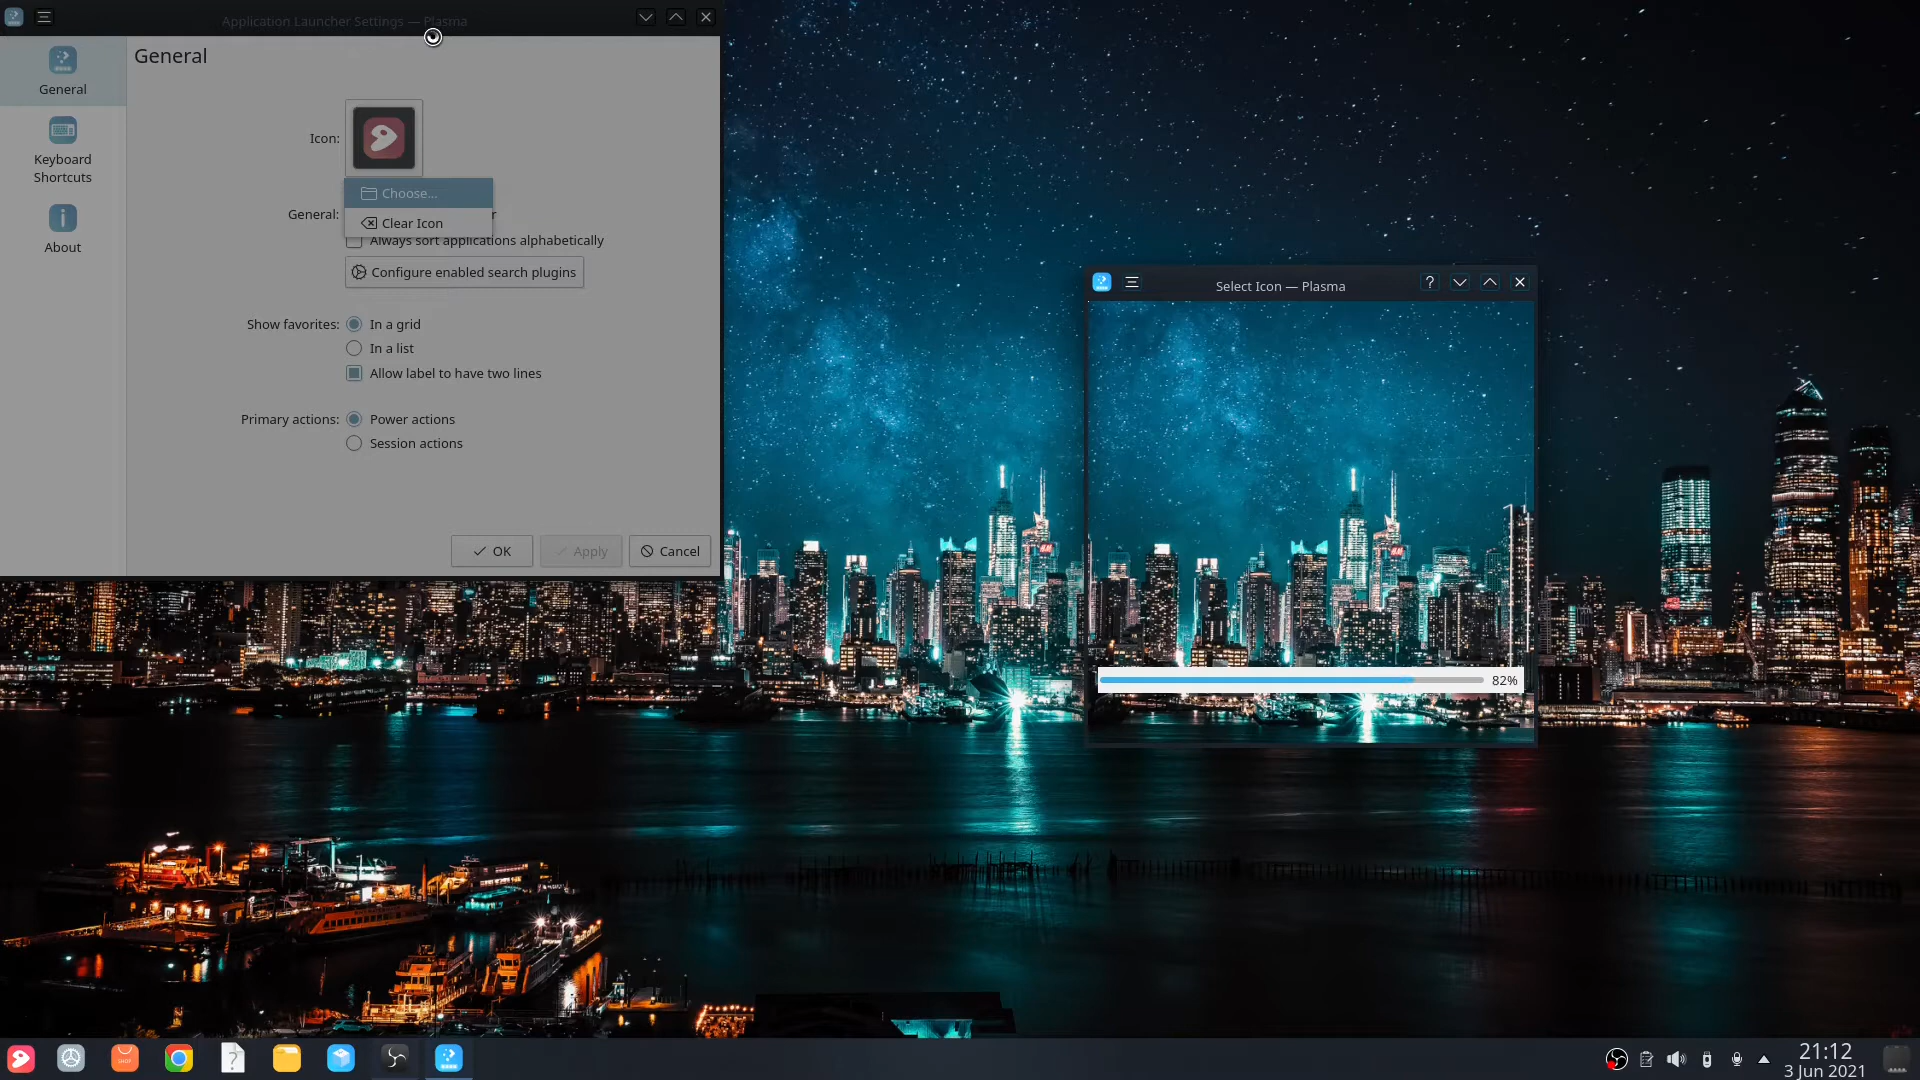 Application Launcher Settings — Plasma
General
General
Keyboard
Shortcuts
About
Icon:
Choose...
Clear Icon
General:
Always sort applications alphabetically
Configure enabled search plugins
Show favorites:
In a grid
In a list
Allow label to have two lines
Primary actions:
Power actions
Session actions
OK
Apply
Cancel
Select Icon — Plasma
82%
SHOP
21:12
3 Jun 2021